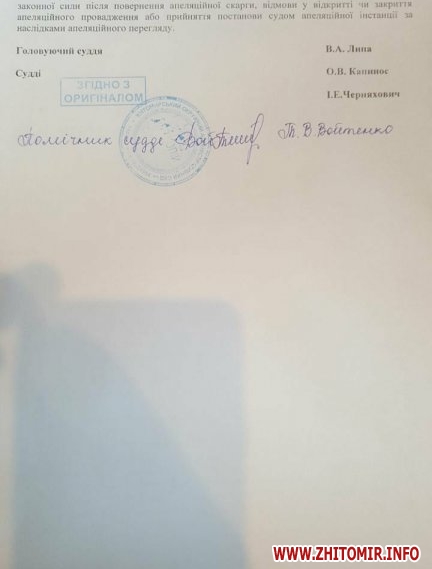 законної сили після повернення апеляційної скарги, відмови у відкритті чи закриття
апеляційного провадження або прийняття постанови судом апеляційної інстанції за
наслідками апеляційного перегляду.
Головуючий суддя В.А. Липа
Судді О.В. Капинос
І.Е.Черняхович
ЗГІДНО З
ОРИГІНАЛОМ
Помічник судді Т.В. Войтенко
WWW.ZHITOMIR.INFO